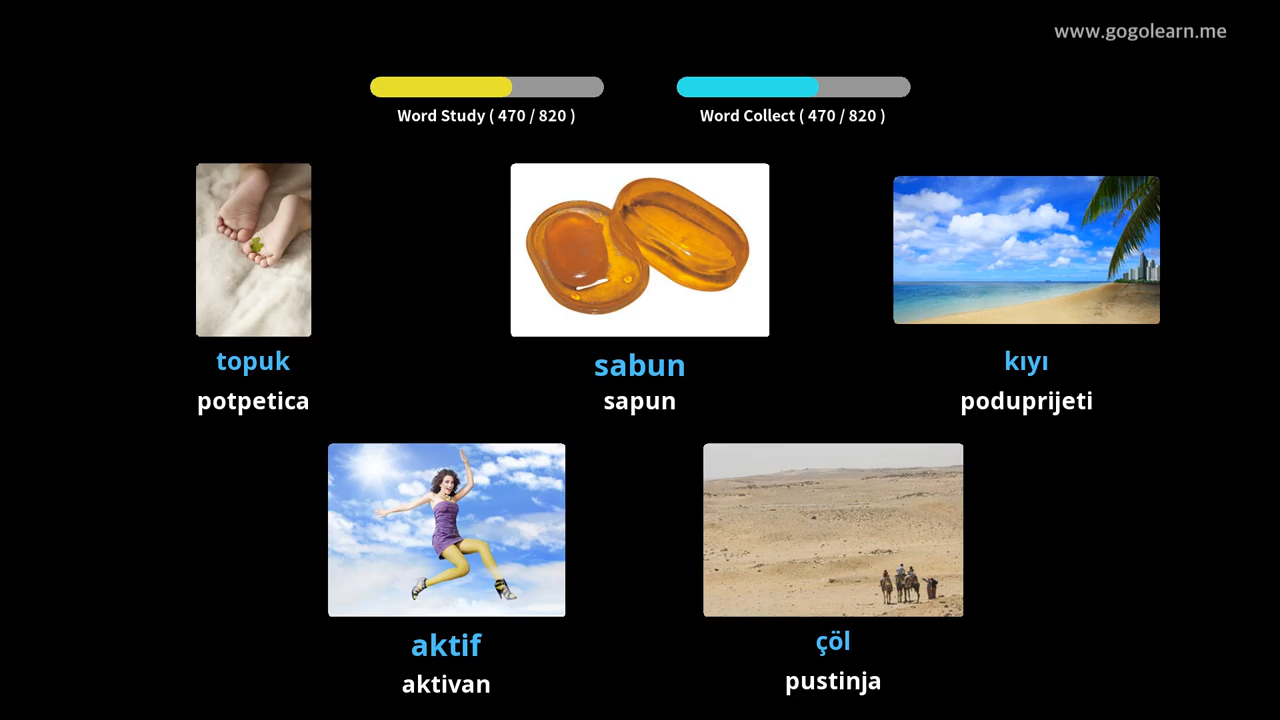 www.gogolearn.me
Word Study ( 470 / 820 )
Word Collect ( 470 / 820 )
topuk
potpetica
sabun
sapun
kıyı
poduprijeti
aktif
aktivan
çöl
pustinja